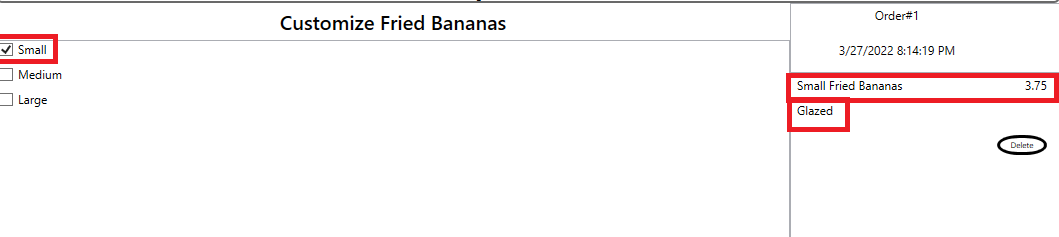 Customize Fried Bananas
Small
Medium
Large
Order#1
3/27/2022 8:14:19 PM
Small Fried Bananas 3.75
Glazed
Delete